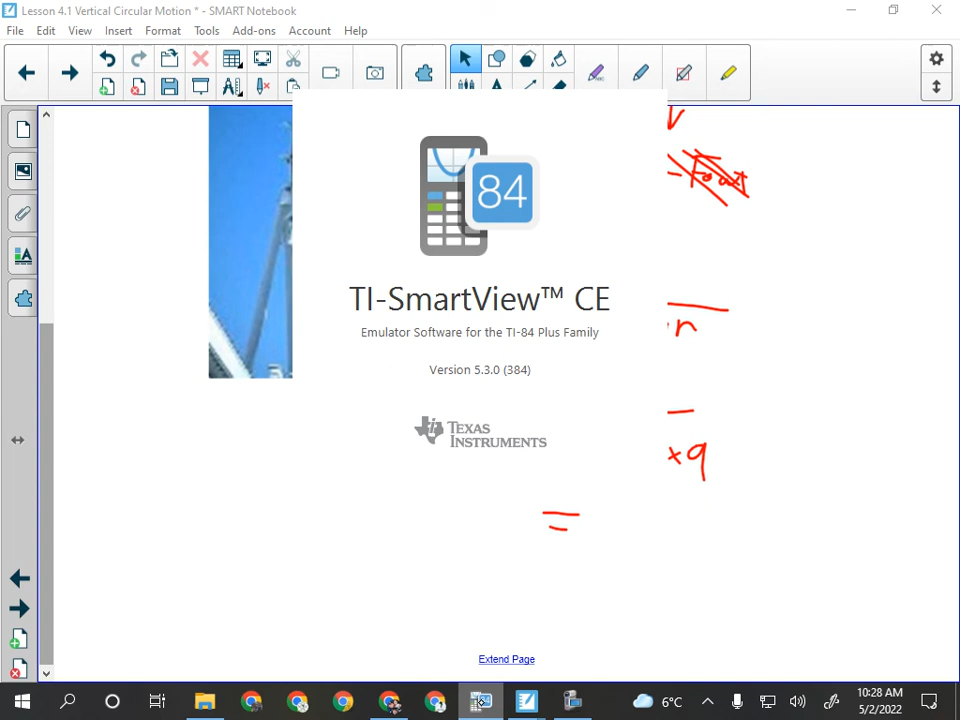 Lesson 4.1 Vertical Circular Motion * - SMART Notebook
File Edit View Insert Format Tools Add-ons Account Help
84
TI-SmartView™ CE
Emulator Software for the TI-84 Plus Family
Version 5.3.0 (384)
n
TEXAS
INSTRUMENTS
x9
=
Extend Page
84
6°C
10:28 AM
5/2/2022